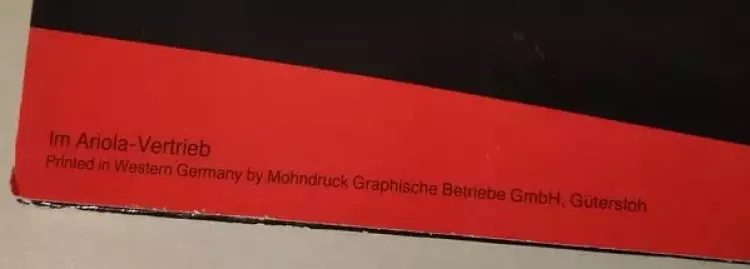 Im Ariola-Vertrieb
Printed in Western Germany by Mohndruck Graphische Betriebe GmbH, Gütersloh